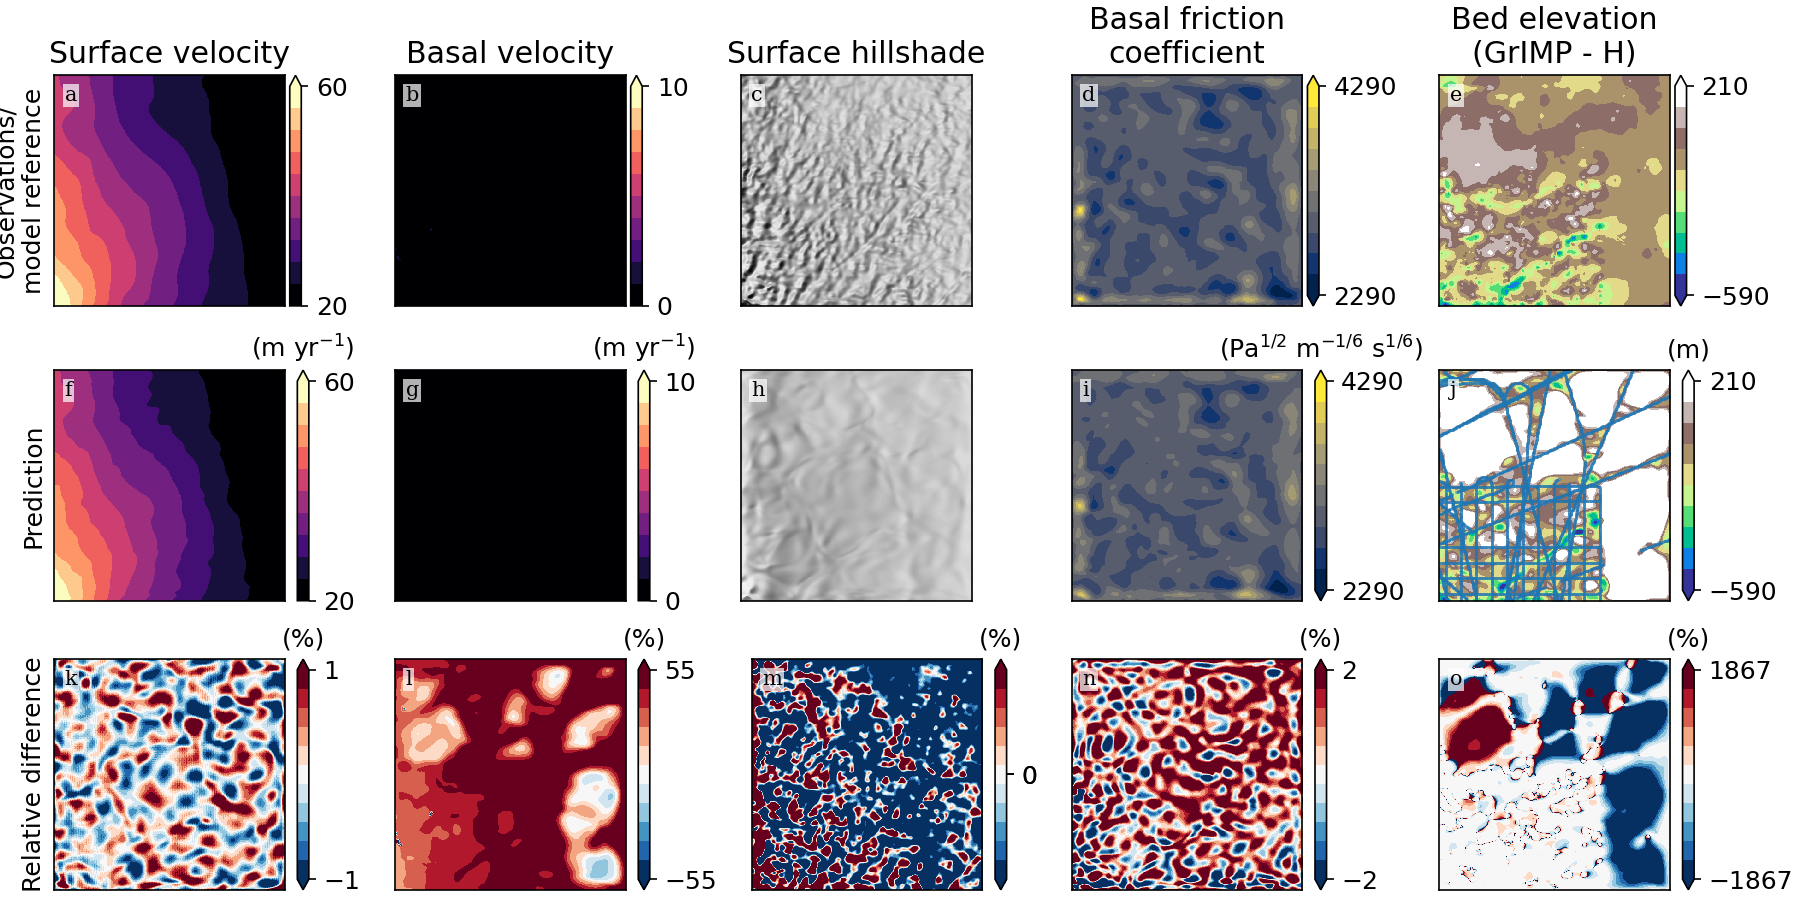 Surface velocity
Basal velocity
Surface hillshade
Basal friction
coefficient
Bed elevation
(GrIMP - H)
Observations/
model reference
a
60
20
b
10
0
c
d
4290
2290
e
210
−590
(m yr−1)
(m yr−1)
(Pa1/2 m−1/6 s1/6)
(m)
Prediction
f
60
20
g
10
0
h
i
4290
2290
j
210
−590
(%)
(%)
(%)
(%)
(%)
Relative difference
k
1
−1
l
55
−55
m
0
n
2
−2
o
1867
−1867